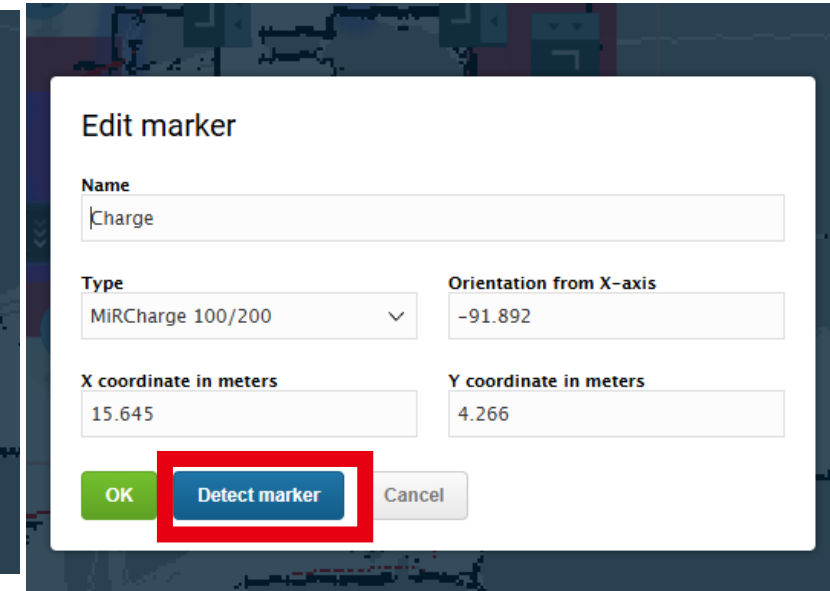 Edit marker
Name
Charge
Type
Orientation from X-axis
MiRCharge 100/200
-91.892
X coordinate in meters
Y coordinate in meters
15.645
4.266
OK
Detect marker
Cancel